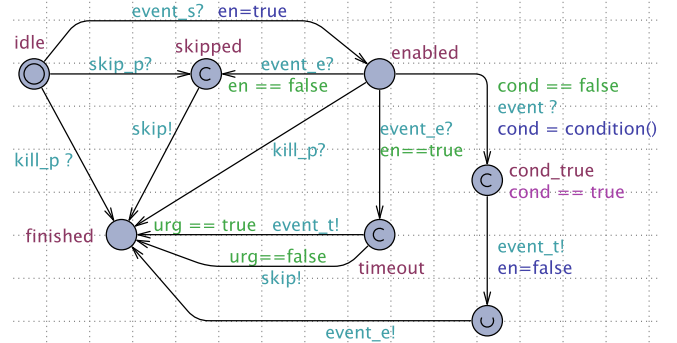 event_s? en=true
idle
skipped
enabled
skip_p?
event_e?
en == false
cond == false
event ?
cond = condition()
skip!
event_e?
en==true
kill_p?
kill_p ?
C
C
cond_true
cond == true
finished
urg == true event_t!
C
urg==false
skip!
timeout
event_t!
en=false
event_e!